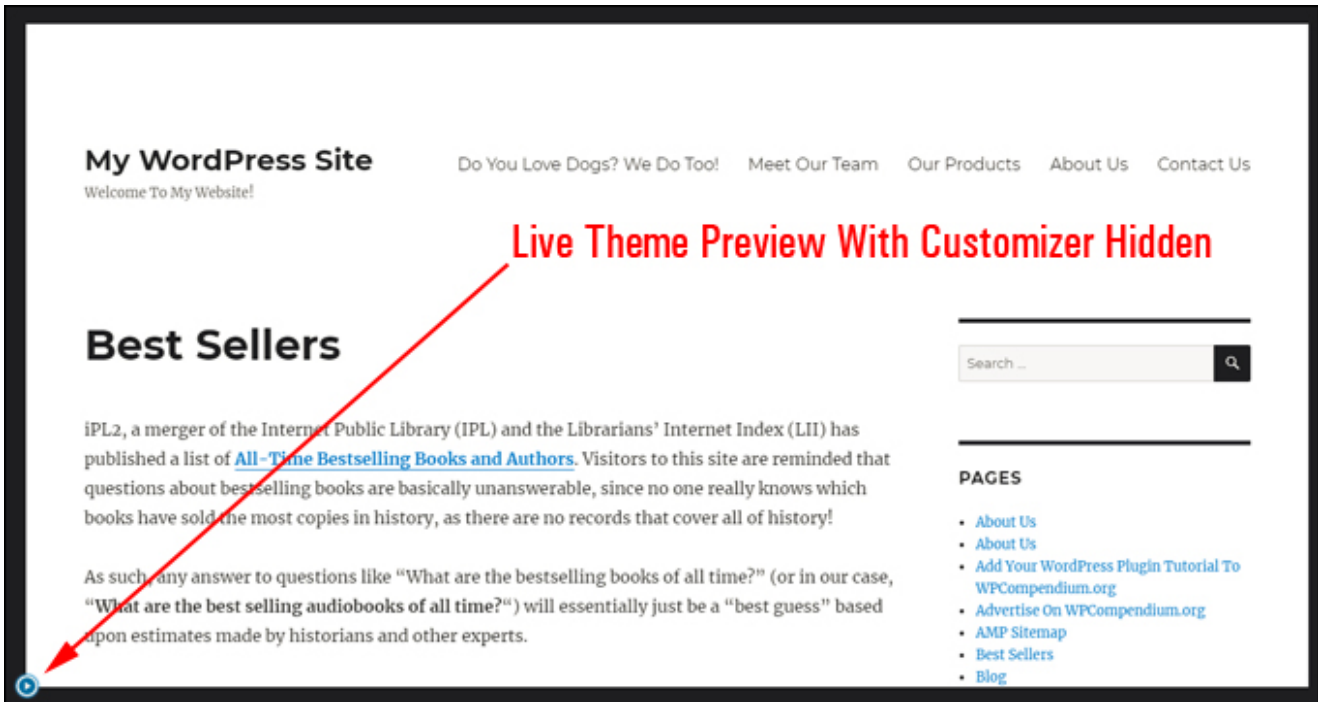 My WordPress Site
Welcome To My Website!
Do You Love Dogs? We Do Too! Meet Our Team Our Products About Us Contact Us
Live Theme Preview With Customizer Hidden
Best Sellers
iPL2, a merger of the Internet Public Library (IPL) and the Librarians’ Internet Index (LII) has
published a list of All-Time Bestselling Books and Authors. Visitors to this site are reminded that
questions about bestselling books are basically unanswerable, since no one really knows which
books have sold the most copies in history, as there are no records that cover all of history!
As such, any answer to questions like “What are the bestselling books of all time?” (or in our case,
“What are the best selling audiobooks of all time?“) will essentially just be a “best guess” based
upon estimates made by historians and other experts.
Search …
PAGES
About Us
About Us
Add Your WordPress Plugin Tutorial To
WPCompendium.org
Advertise On WPCompendium.org
AMP Sitemap
Best Sellers
Blog